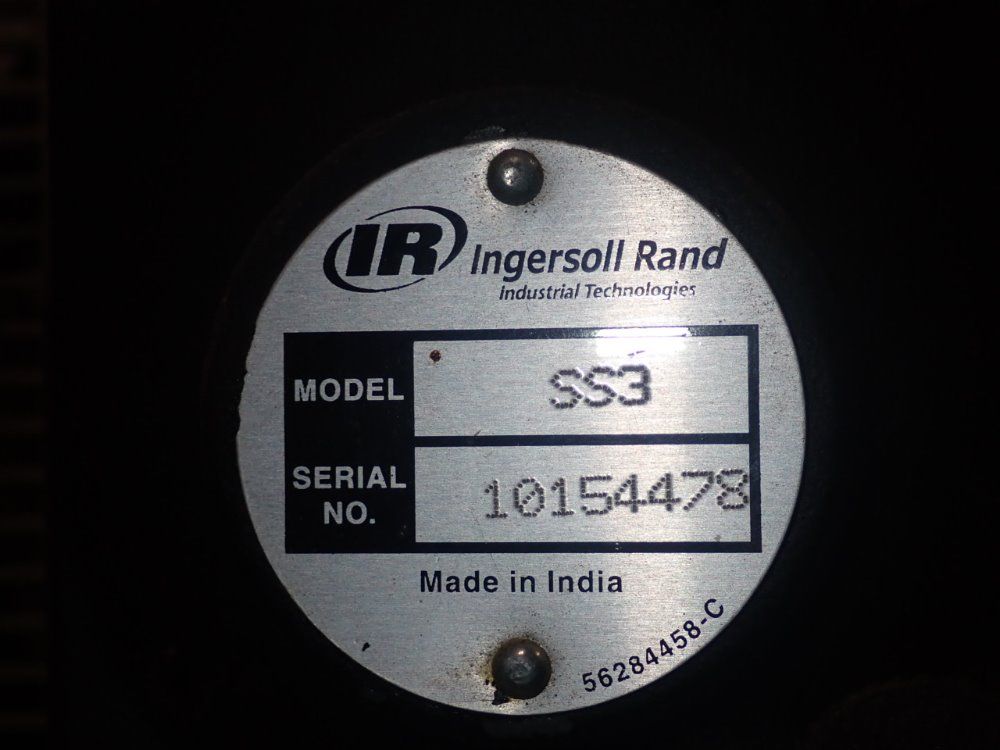 IR Ingersoll Rand
Industrial Technologies
MODEL SS3
SERIAL NO. 10154478
Made in India
56284458-C